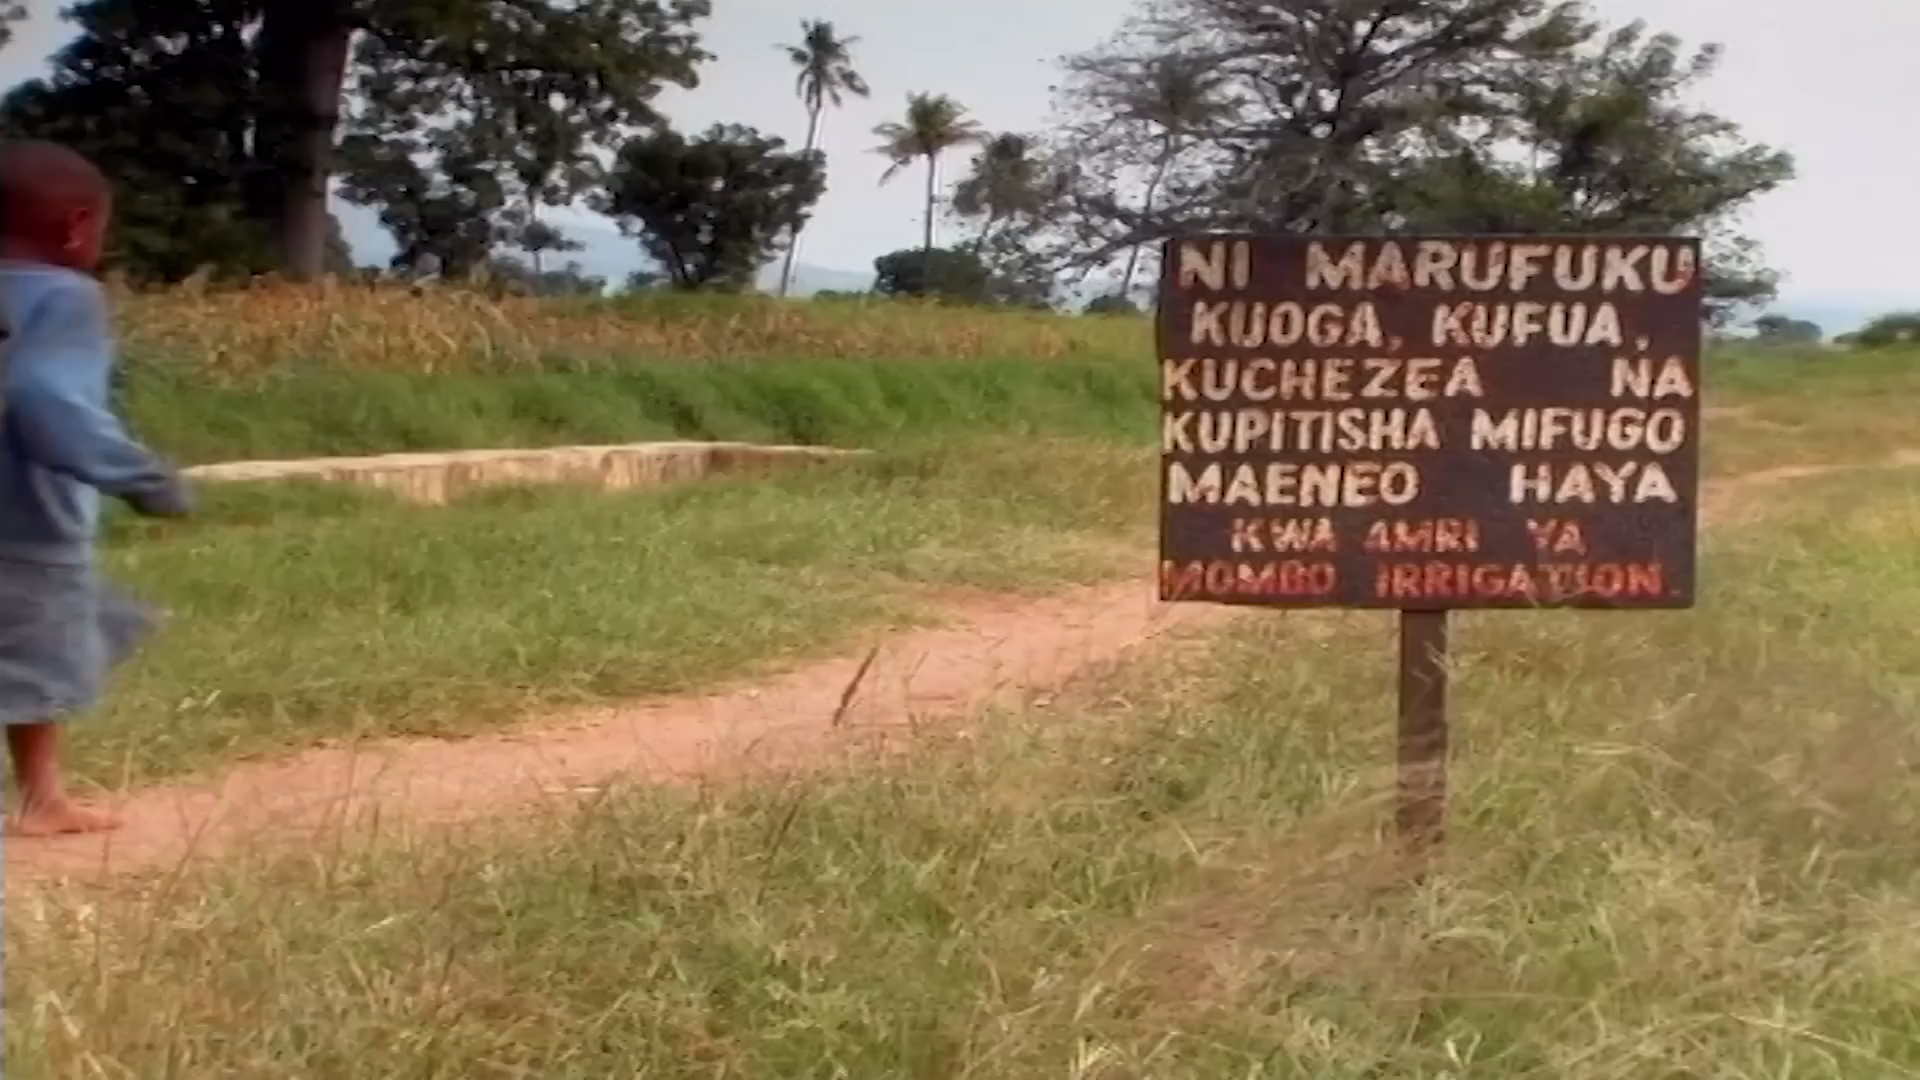 NI MARUFUKU
KUOGA, KUFUA,
KUCHEZEA NA
KUPITISHA MIFUGO
MAENEO HAYA
KWA AMRI YA
MOMBO IRRIGATION.